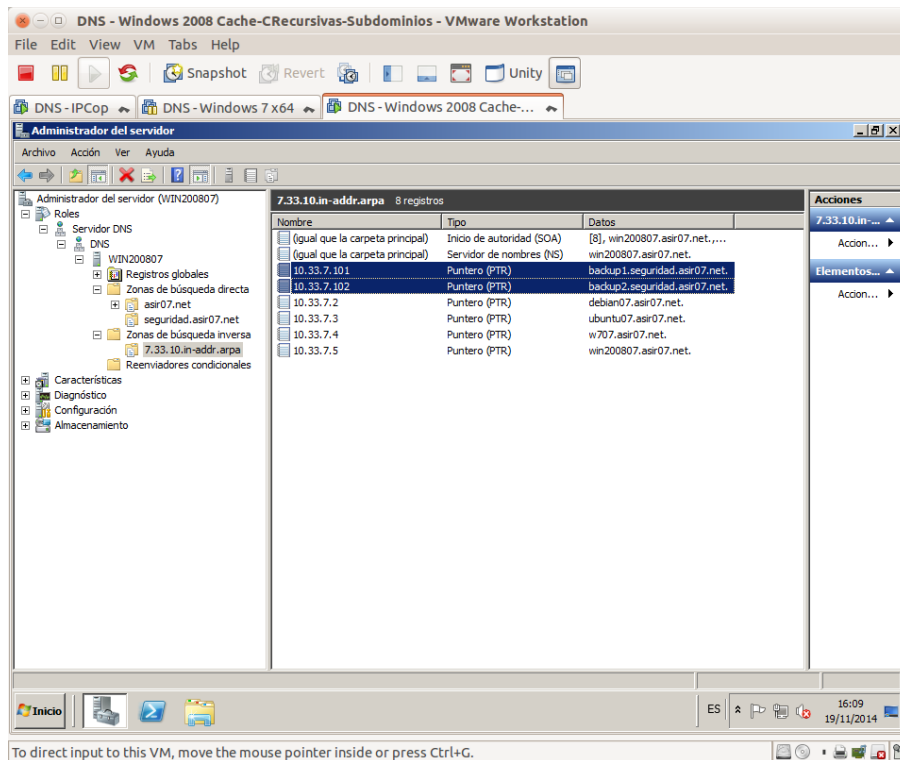 DNS - Windows 2008 Cache-CRecursivas-Subdominios - VMware Workstation
File Edit View VM Tabs Help
Snapshot Revert Unity
DNS - IPCop DNS - Windows 7 x64 DNS - Windows 2008 Cache-...
Administrador del servidor
Archivo Acción Ver Ayuda
Administrador del servidor (WIN200807)
Roles
Servidor DNS
DNS
WIN200807
Registros globales
Zonas de búsqueda directa
asir07.net
seguridad.asir07.net
Zonas de búsqueda inversa
7.33.10.in-addr.arpa
Reenviadores condicionales
Características
Diagnóstico
Configuración
Almacenamiento
7.33.10.in-addr.arpa 8 registros
Nombre Tipo Datos
(igual que la carpeta principal) Inicio de autoridad (SOA) [8], win200807.asir07.net.,...
(igual que la carpeta principal) Servidor de nombres (NS) win200807.asir07.net.
10.33.7.101 Puntero (PTR) backup1.seguridad.asir07.net.
10.33.7.102 Puntero (PTR) backup2.seguridad.asir07.net.
10.33.7.2 Puntero (PTR) debian07.asir07.net.
10.33.7.3 Puntero (PTR) ubuntu07.asir07.net.
10.33.7.4 Puntero (PTR) w707.asir07.net.
10.33.7.5 Puntero (PTR) win200807.asir07.net.
Acciones
7.33.10.in-...
Accion...
Elementos...
Accion...
Inicio
ES
16:09
19/11/2014
To direct input to this VM, move the mouse pointer inside or press Ctrl+G.